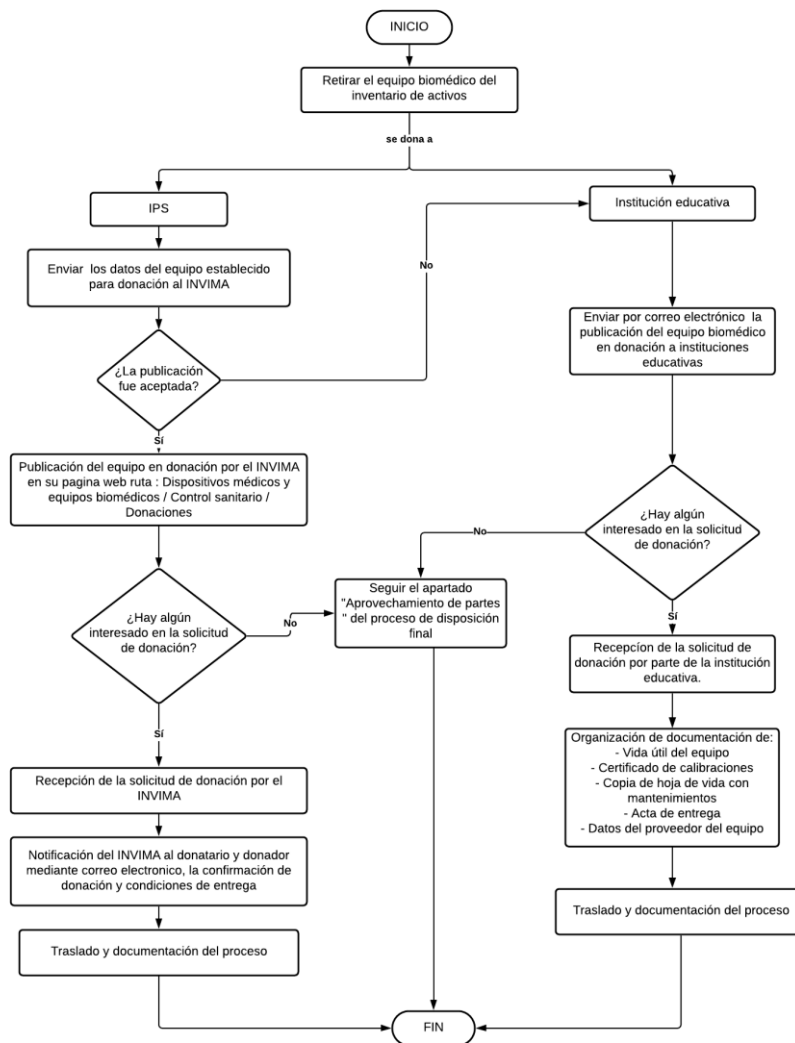 INICIO
Retirar el equipo biomédico del
inventario de activos
se dona a
IPS
Institución educativa
Enviar los datos del equipo establecido
para donación al INVIMA
No
Enviar por correo electrónico la
publicación del equipo biomédico
en donación a instituciones
educativas
¿La publicación
fue aceptada?
Sí
Publicación del equipo en donación por el INVIMA
en su pagina web ruta : Dispositivos médicos y
equipos biomédicos / Control sanitario /
Donaciones
¿Hay algún
interesado en la solicitud
de donación?
No
Seguir el apartado
"Aprovechamiento de partes
" del proceso de disposición
final
¿Hay algún
interesado en la solicitud
de donación?
No
Sí
Recepcíon de la solicitud de
donación por parte de la institución
educativa.
Sí
Organización de documentación de:
- Vida útil del equipo
- Certificado de calibraciones
- Copia de hoja de vida con
mantenimientos
- Acta de entrega
- Datos del proveedor del equipo
Recepción de la solicitud de donación por el
INVIMA
Notificación del INVIMA al donatario y donador
mediante correo electronico, la confirmación de
donación y condiciones de entrega
Traslado y documentación del proceso
Traslado y documentación del proceso
FIN